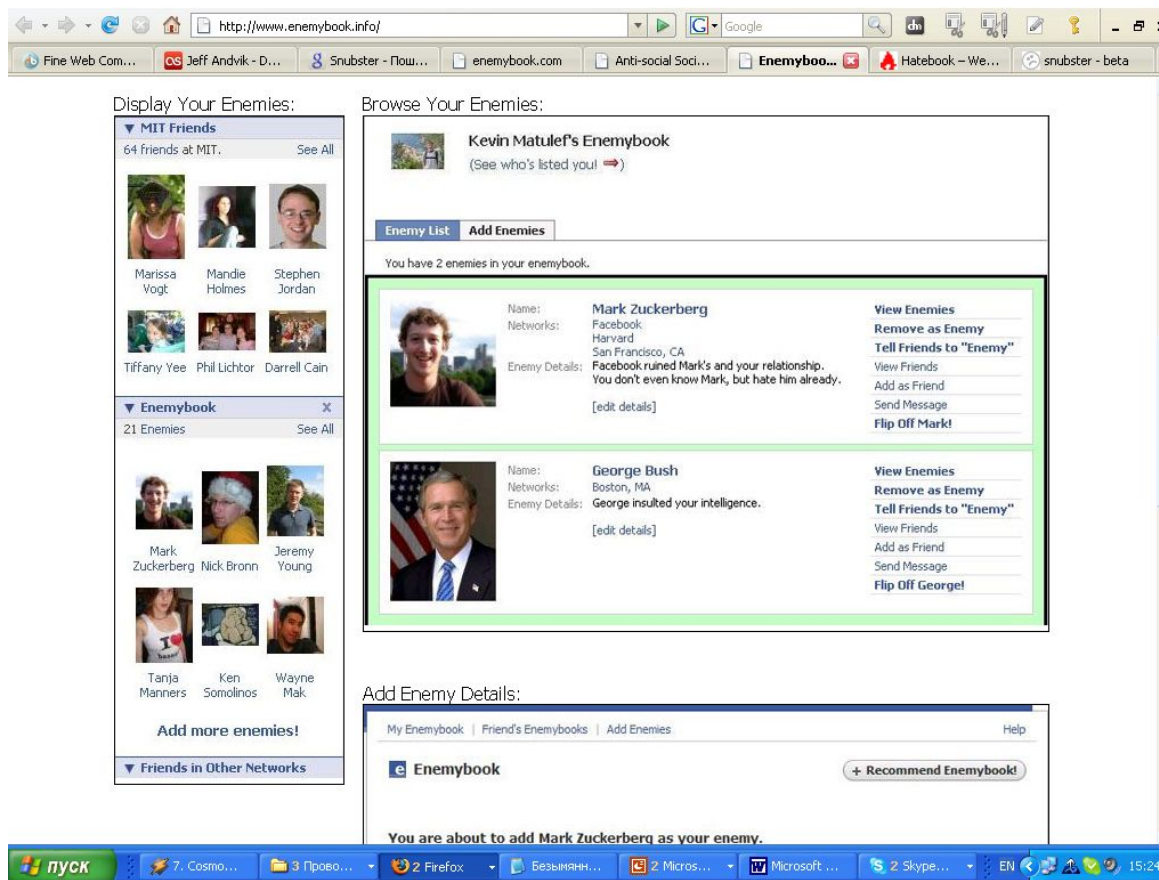 http://www.enemybook.info/
Google
Fine Web Com...
Jeff Andvik - D...
Snubster - Пош...
enemybook.com
Anti-social Soci...
Enemyboo...
Hatebook – We...
snubster - beta
Display Your Enemies:
MIT Friends
64 friends at MIT. See All
Marissa Vogt
Mandie Holmes
Stephen Jordan
Tiffany Yee
Phil Lichtor
Darrell Cain
Enemybook x
21 Enemies See All
Mark Zuckerberg
Nick Bronn
Jeremy Young
Tanja Manners
Ken Somolinos
Wayne Mak
Add more enemies!
Friends in Other Networks
Browse Your Enemies:
Kevin Matulef's Enemybook
(See who's listed you! ➡)
Enemy List Add Enemies
You have 2 enemies in your enemybook.
Name: Mark Zuckerberg
Networks: Facebook
Harvard
San Francisco, CA
Enemy Details: Facebook ruined Mark's and your relationship.
You don't even know Mark, but hate him already.
[edit details]
View Enemies
Remove as Enemy
Tell Friends to "Enemy"
View Friends
Add as Friend
Send Message
Flip Off Mark!
Name: George Bush
Networks: Boston, MA
Enemy Details: George insulted your intelligence.
[edit details]
View Enemies
Remove as Enemy
Tell Friends to "Enemy"
View Friends
Add as Friend
Send Message
Flip Off George!
Add Enemy Details:
My Enemybook | Friend's Enemybooks | Add Enemies Help
e Enemybook
+ Recommend Enemybook!
You are about to add Mark Zuckerberg as your enemy.
пуск
7. Cosmo...
3 Прово...
2 Firefox
Безымянн...
2 Micros...
Microsoft ...
2 Skype...
EN
15:24